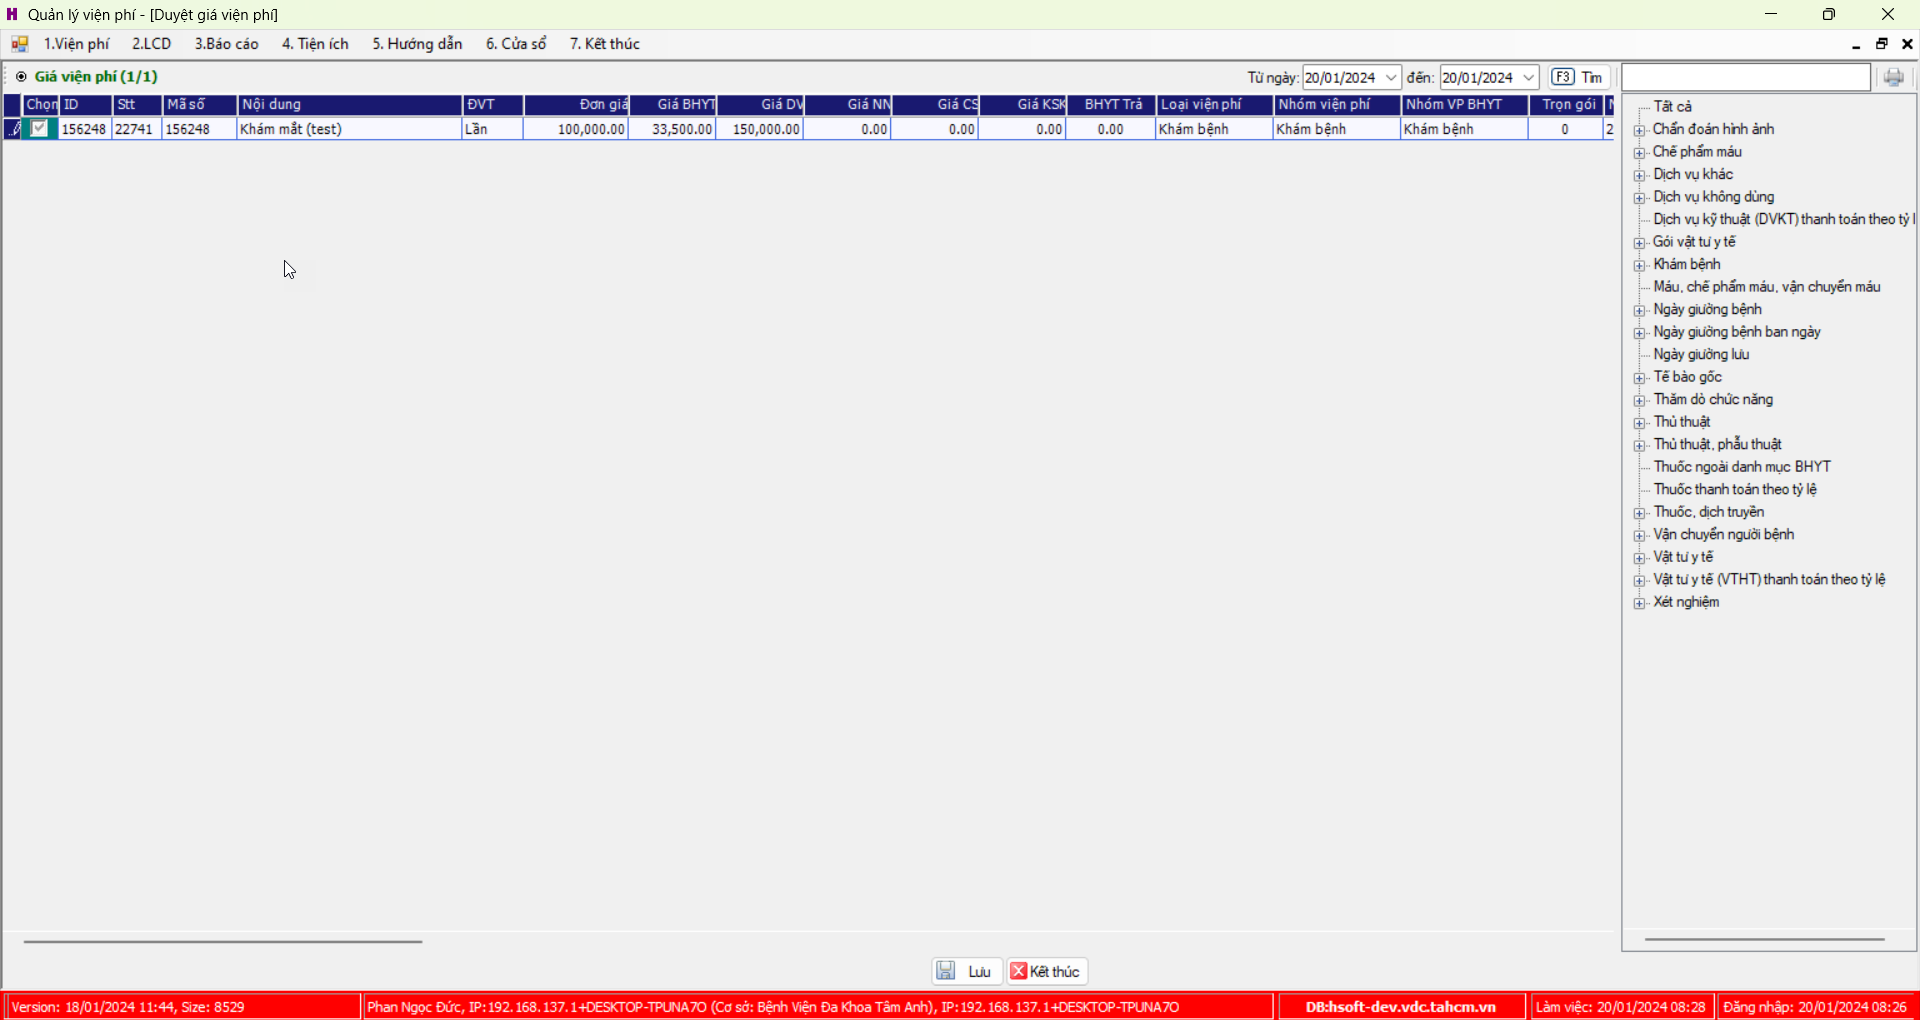 Quản lý viện phí - [Duyệt giá viện phí]
1.Viện phí 2.LCD 3.Báo cáo 4. Tiện ích 5. Hướng dẫn 6. Cửa sổ 7. Kết thúc
Giá viện phí (1/1) Từ ngày: 20/01/2024 đến: 20/01/2024 F3 Tìm
Chọn ID Stt Mã số Nội dung ĐVT Đơn giá Giá BHYT Giá DV Giá NN Giá CS Giá KSK BHYT Trả Loại viện phí Nhóm viện phí Nhóm VP BHYT Trọn gói
156248 22741 156248 Khám mắt (test) Lần 100,000.00 33,500.00 150,000.00 0.00 0.00 0.00 0.00 Khám bệnh Khám bệnh Khám bệnh 0 2
Tất cả
Chẩn đoán hình ảnh
Chế phẩm máu
Dịch vụ khác
Dịch vụ không dùng
Dịch vụ kỹ thuật (DVKT) thanh toán theo tỷ l
Gói vật tư y tế
Khám bệnh
Máu, chế phẩm máu, vận chuyển máu
Ngày giường bệnh
Ngày giường bệnh ban ngày
Ngày giường lưu
Tế bào gốc
Thăm dò chức năng
Thủ thuật
Thủ thuật, phẫu thuật
Thuốc ngoài danh mục BHYT
Thuốc thanh toán theo tỷ lệ
Thuốc, dịch truyền
Vận chuyển người bệnh
Vật tư y tế
Vật tư y tế (VTHT) thanh toán theo tỷ lệ
Xét nghiệm
Lưu Kết thúc
Version: 18/01/2024 11:44, Size: 8529 Phan Ngọc Đức, IP:192.168.137.1+DESKTOP-TPUNA7O (Cơ sở: Bệnh Viện Đa Khoa Tâm Anh), IP:192.168.137.1+DESKTOP-TPUNA7O DB:hsoft-dev.vdc.tahcm.vn Làm việc: 20/01/2024 08:28 Đăng nhập: 20/01/2024 08:26